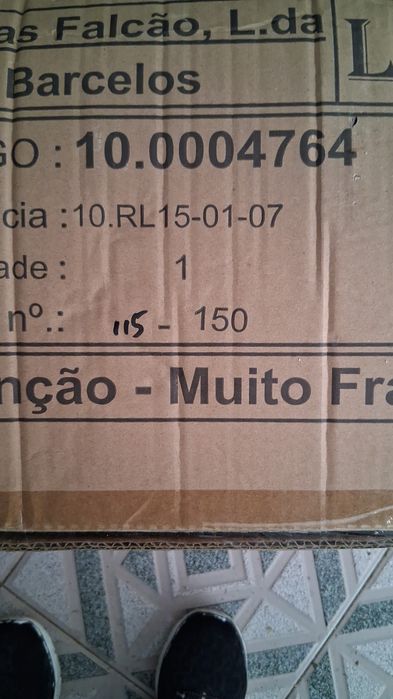 as Falcão, L.da
Barcelos L
GO : 10.0004764
cia : 10.RL15-01-07
ade : 1
nº.: 115 - 150
nção - Muito Fra